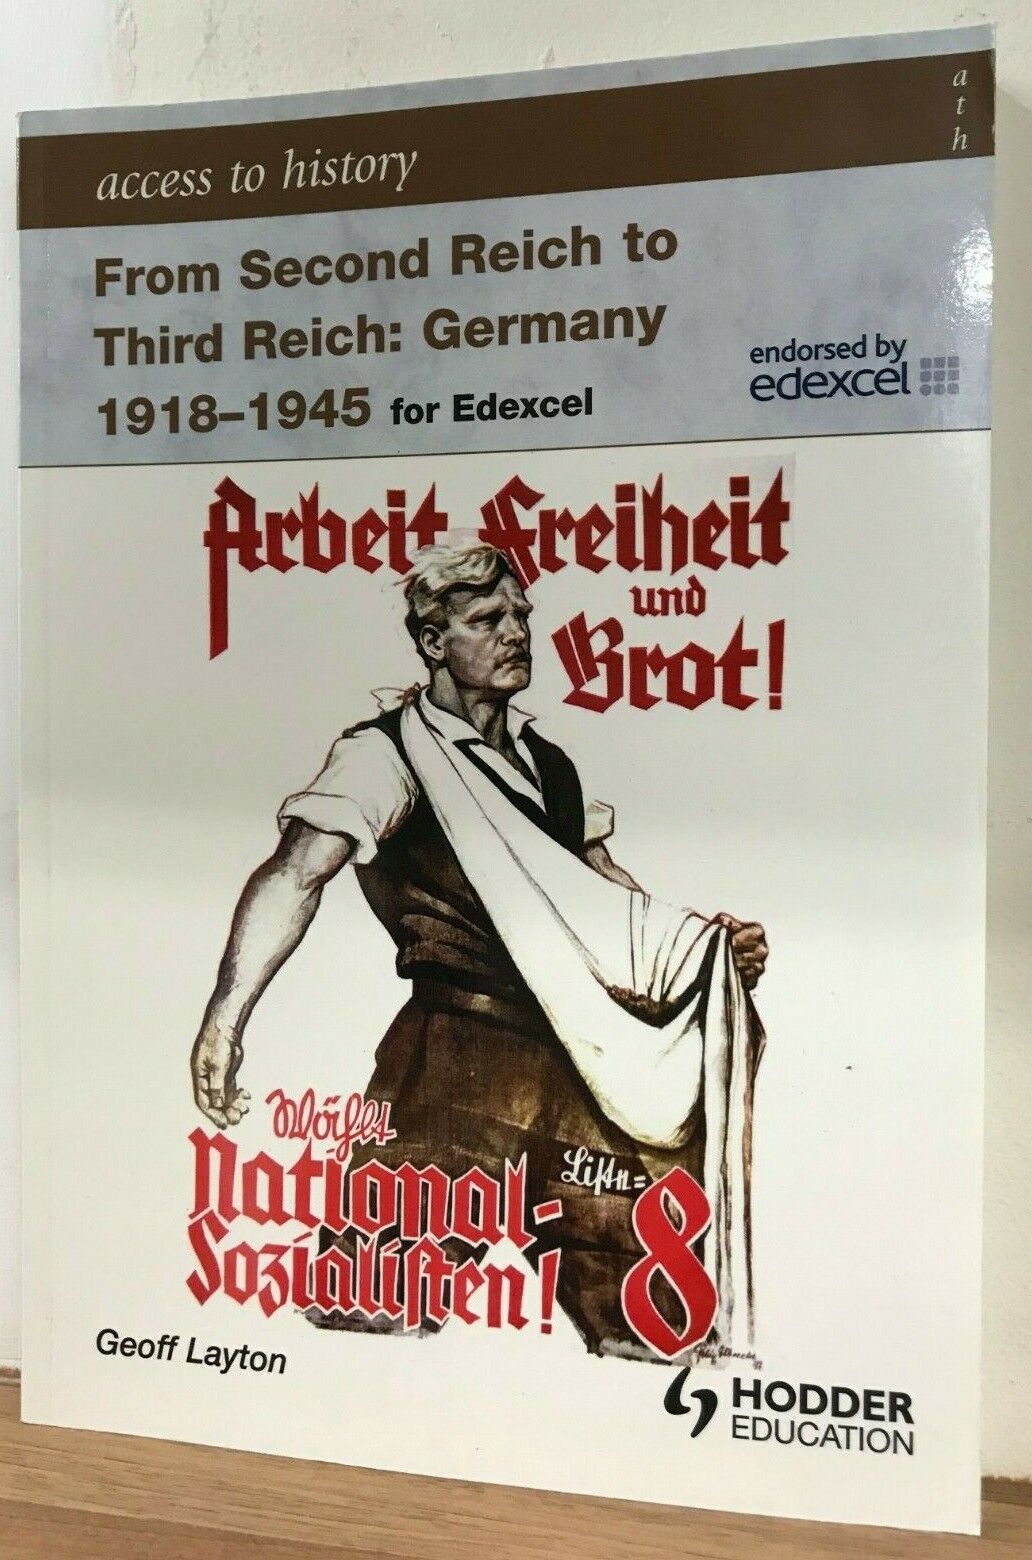 access to history
a
t
h
From Second Reich to
Third Reich: Germany
1918–1945 for Edexcel
endorsed by
edexcel
Arbeit Freiheit
und
Brot!
Wählt
National-
Sozialisten!
Liste 8
Geoff Layton
HODDER
EDUCATION